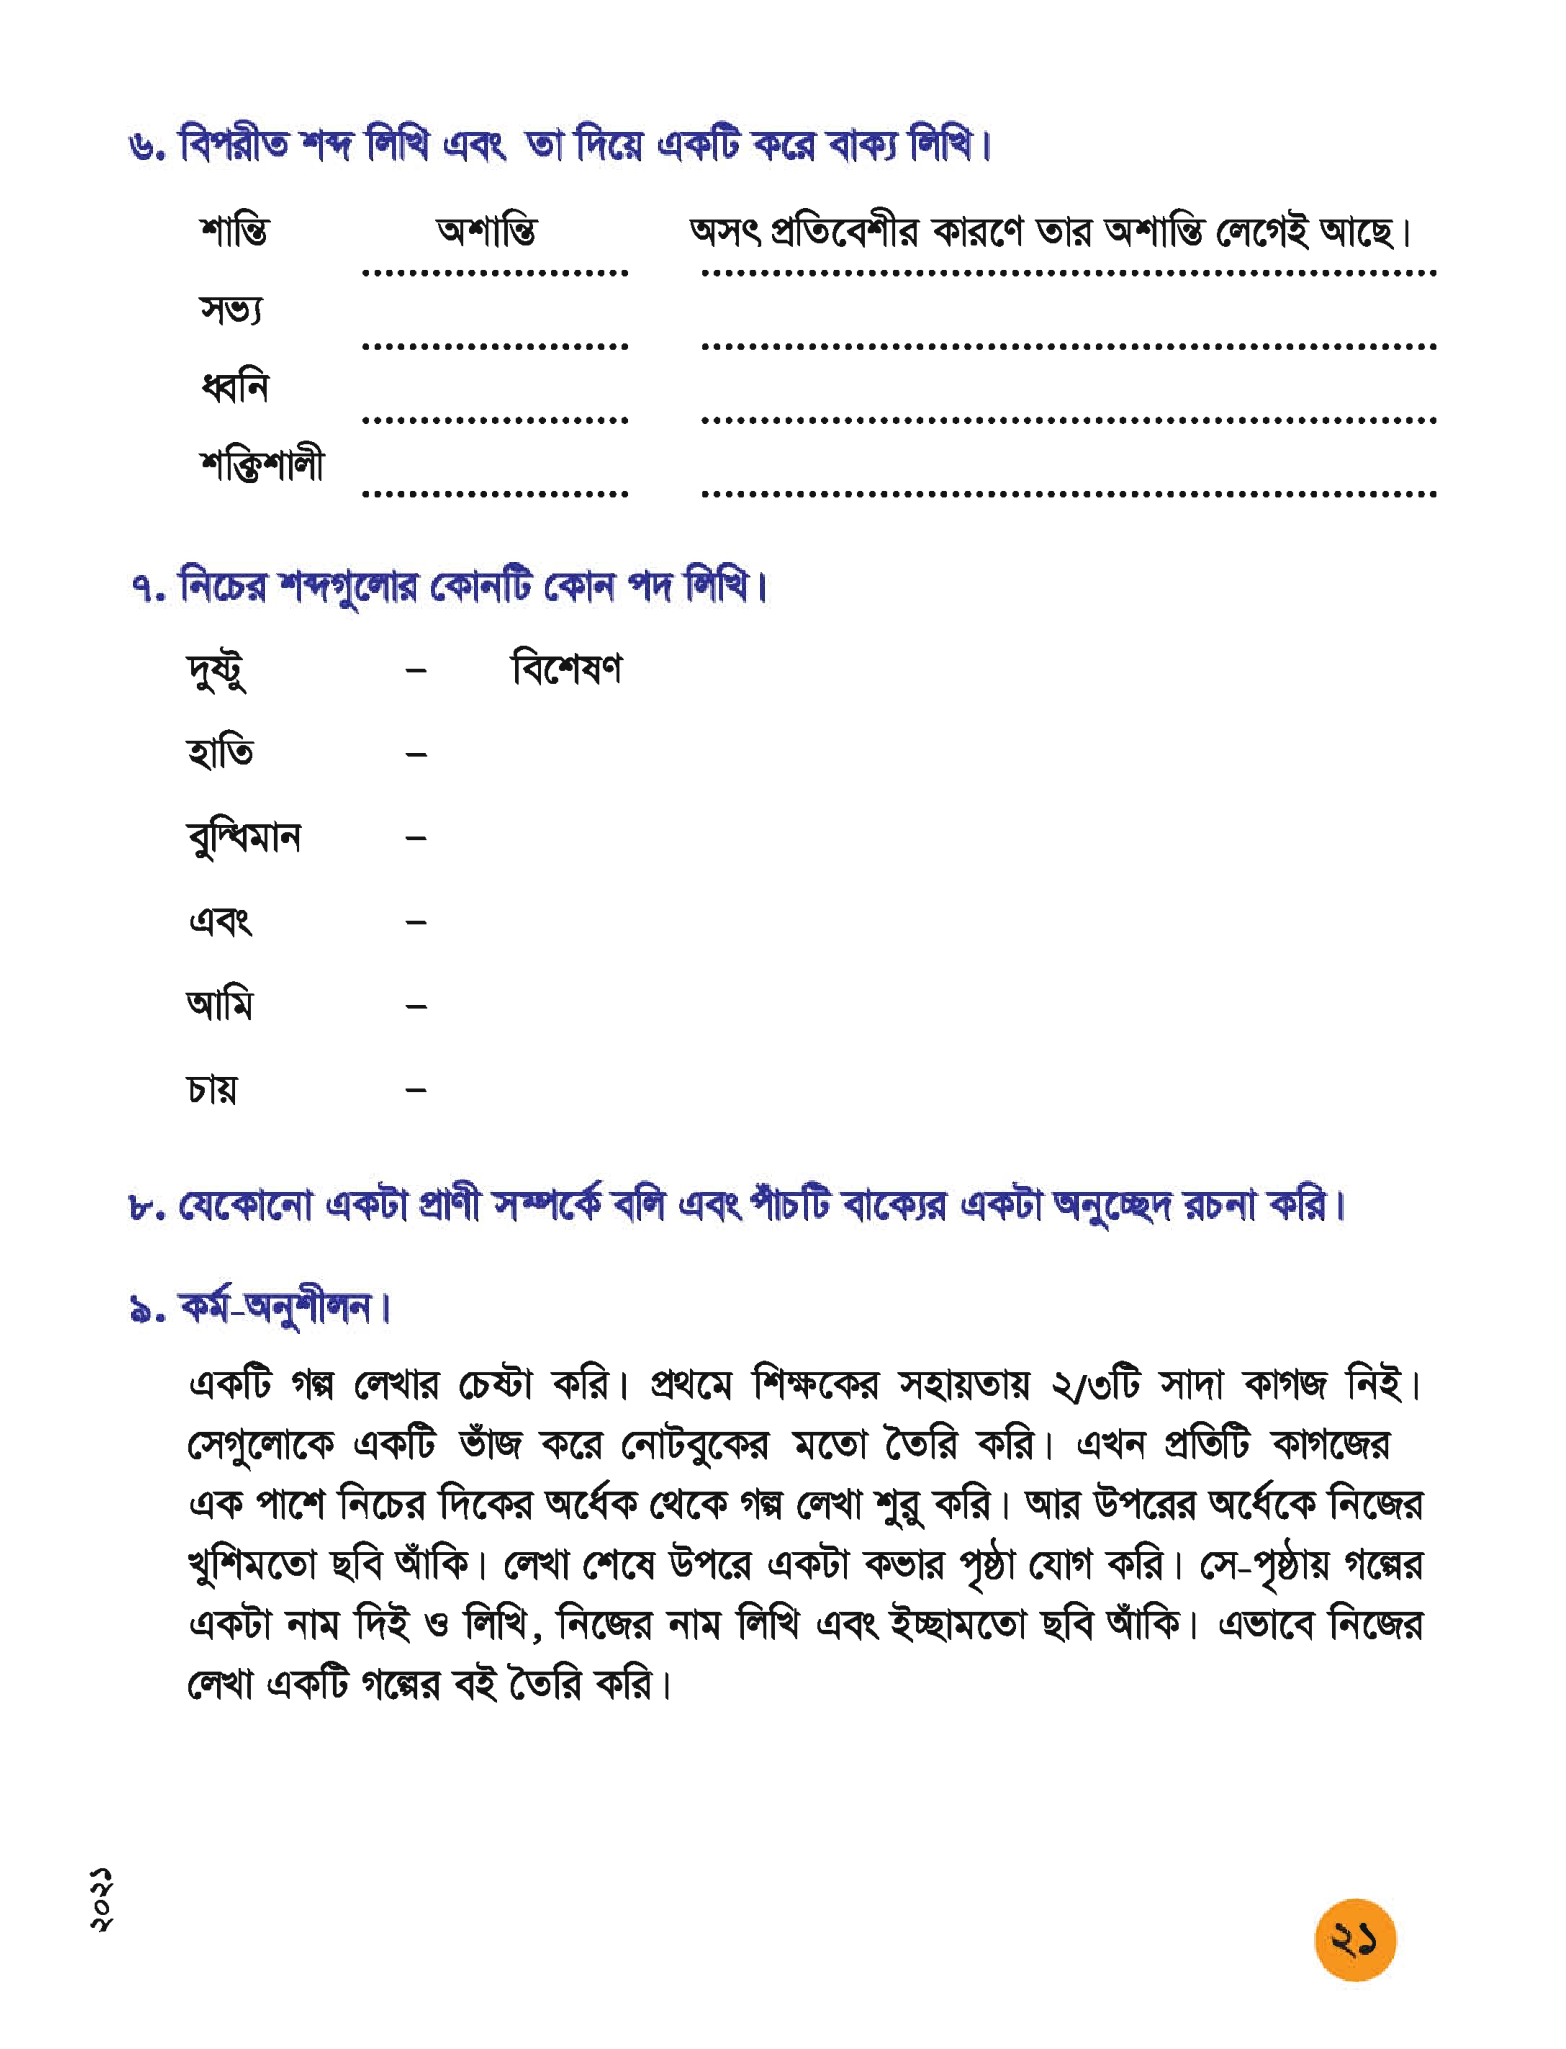 ৬. বিপরীত শব্দ লিখি এবং তা দিয়ে একটি করে বাক্য লিখি।
শান্তি অশান্তি অসৎ প্রতিবেশীর কারণে তার অশান্তি লেগেই আছে।
সভ্য
ধ্বনি
শক্তিশালী
৭. নিচের শব্দগুলোর কোনটি কোন পদ লিখি।
দুষ্টু – বিশেষণ
হাতি –
বুদ্ধিমান –
এবং –
আমি –
চায় –
৮. যেকোনো একটা প্রাণী সম্পর্কে বলি এবং পাঁচটি বাক্যের একটা অনুচ্ছেদ রচনা করি।
৯. কর্ম-অনুশীলন।
একটি গল্প লেখার চেষ্টা করি। প্রথমে শিক্ষকের সহায়তায় ২/৩টি সাদা কাগজ নিই।
সেগুলোকে একটি ভাঁজ করে নোটবুকের মতো তৈরি করি। এখন প্রতিটি কাগজের
এক পাশে নিচের দিকের অর্ধেক থেকে গল্প লেখা শুরু করি। আর উপরের অর্ধেকে নিজের
খুশিমতো ছবি আঁকি। লেখা শেষে উপরে একটা কভার পৃষ্ঠা যোগ করি। সে-পৃষ্ঠায় গল্পের
একটা নাম দিই ও লিখি, নিজের নাম লিখি এবং ইচ্ছামতো ছবি আঁকি। এভাবে নিজের
লেখা একটি গল্পের বই তৈরি করি।
২০২১
২১